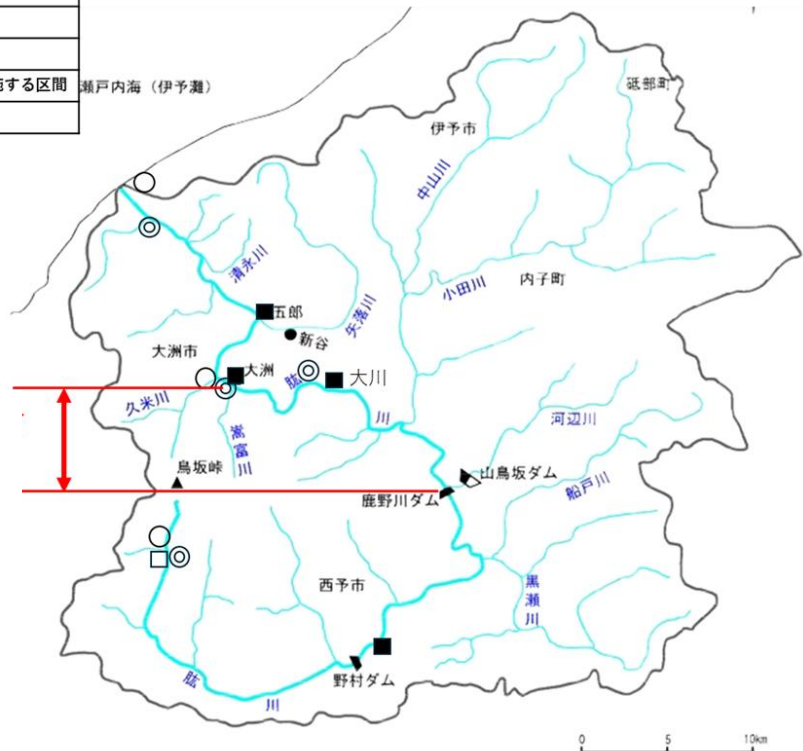 する区間
瀬戸内海（伊予灘）
砥部町
伊予市
中山川
清永川
小田川
内子町
矢落川
五郎
新谷
大洲市
大洲
肱
川
大川
久米川
嵩富川
河辺川
鳥坂峠
山鳥坂ダム
鹿野川ダム
船戸川
西予市
黒瀬川
野村ダム
肱
川
0 5 10km